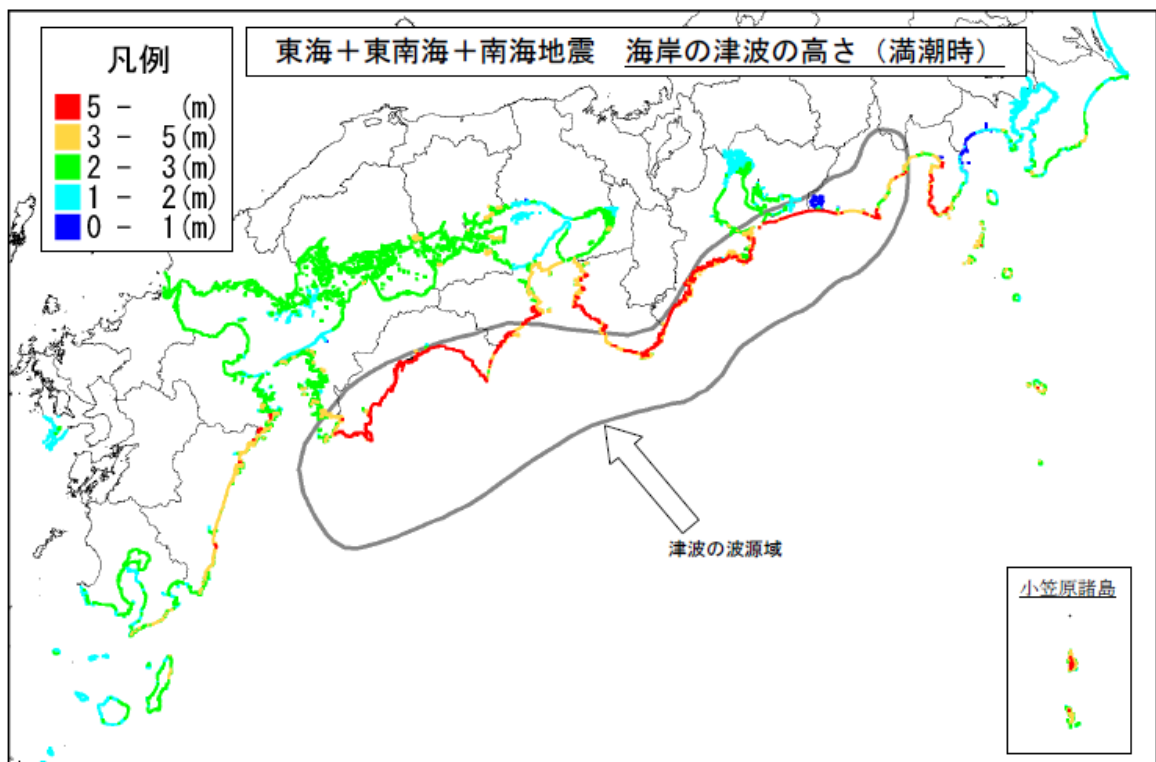 東海＋東南海＋南海地震　海岸の津波の高さ（満潮時）
凡例
5 －　　(m)
3 －　5(m)
2 －　3(m)
1 －　2(m)
0 －　1(m)
津波の波源域
小笠原諸島